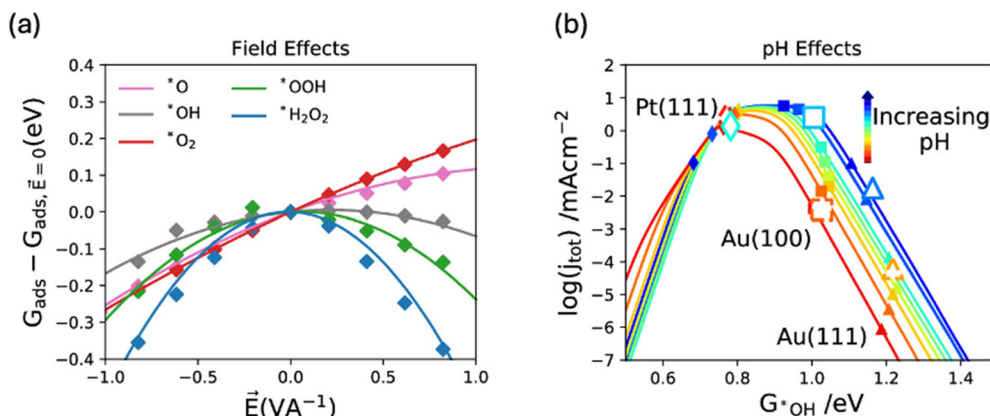 (a)
Field Effects
*O
*OH
*O₂
*OOH
*H₂O₂
0.4
0.3
0.2
0.1
0.0
−0.1
−0.2
−0.3
−0.4
G_ads − G_ads, E⃗ = 0 (eV)
−1.0
−0.5
0.0
0.5
1.0
E⃗(VA⁻¹)
(b)
pH Effects
2
1
0
−1
−2
−3
−4
−5
−6
−7
log(j_tot) /mAcm⁻²
Pt(111)
Increasing
pH
Au(100)
Au(111)
0.6
0.8
1.0
1.2
1.4
G*OH /eV